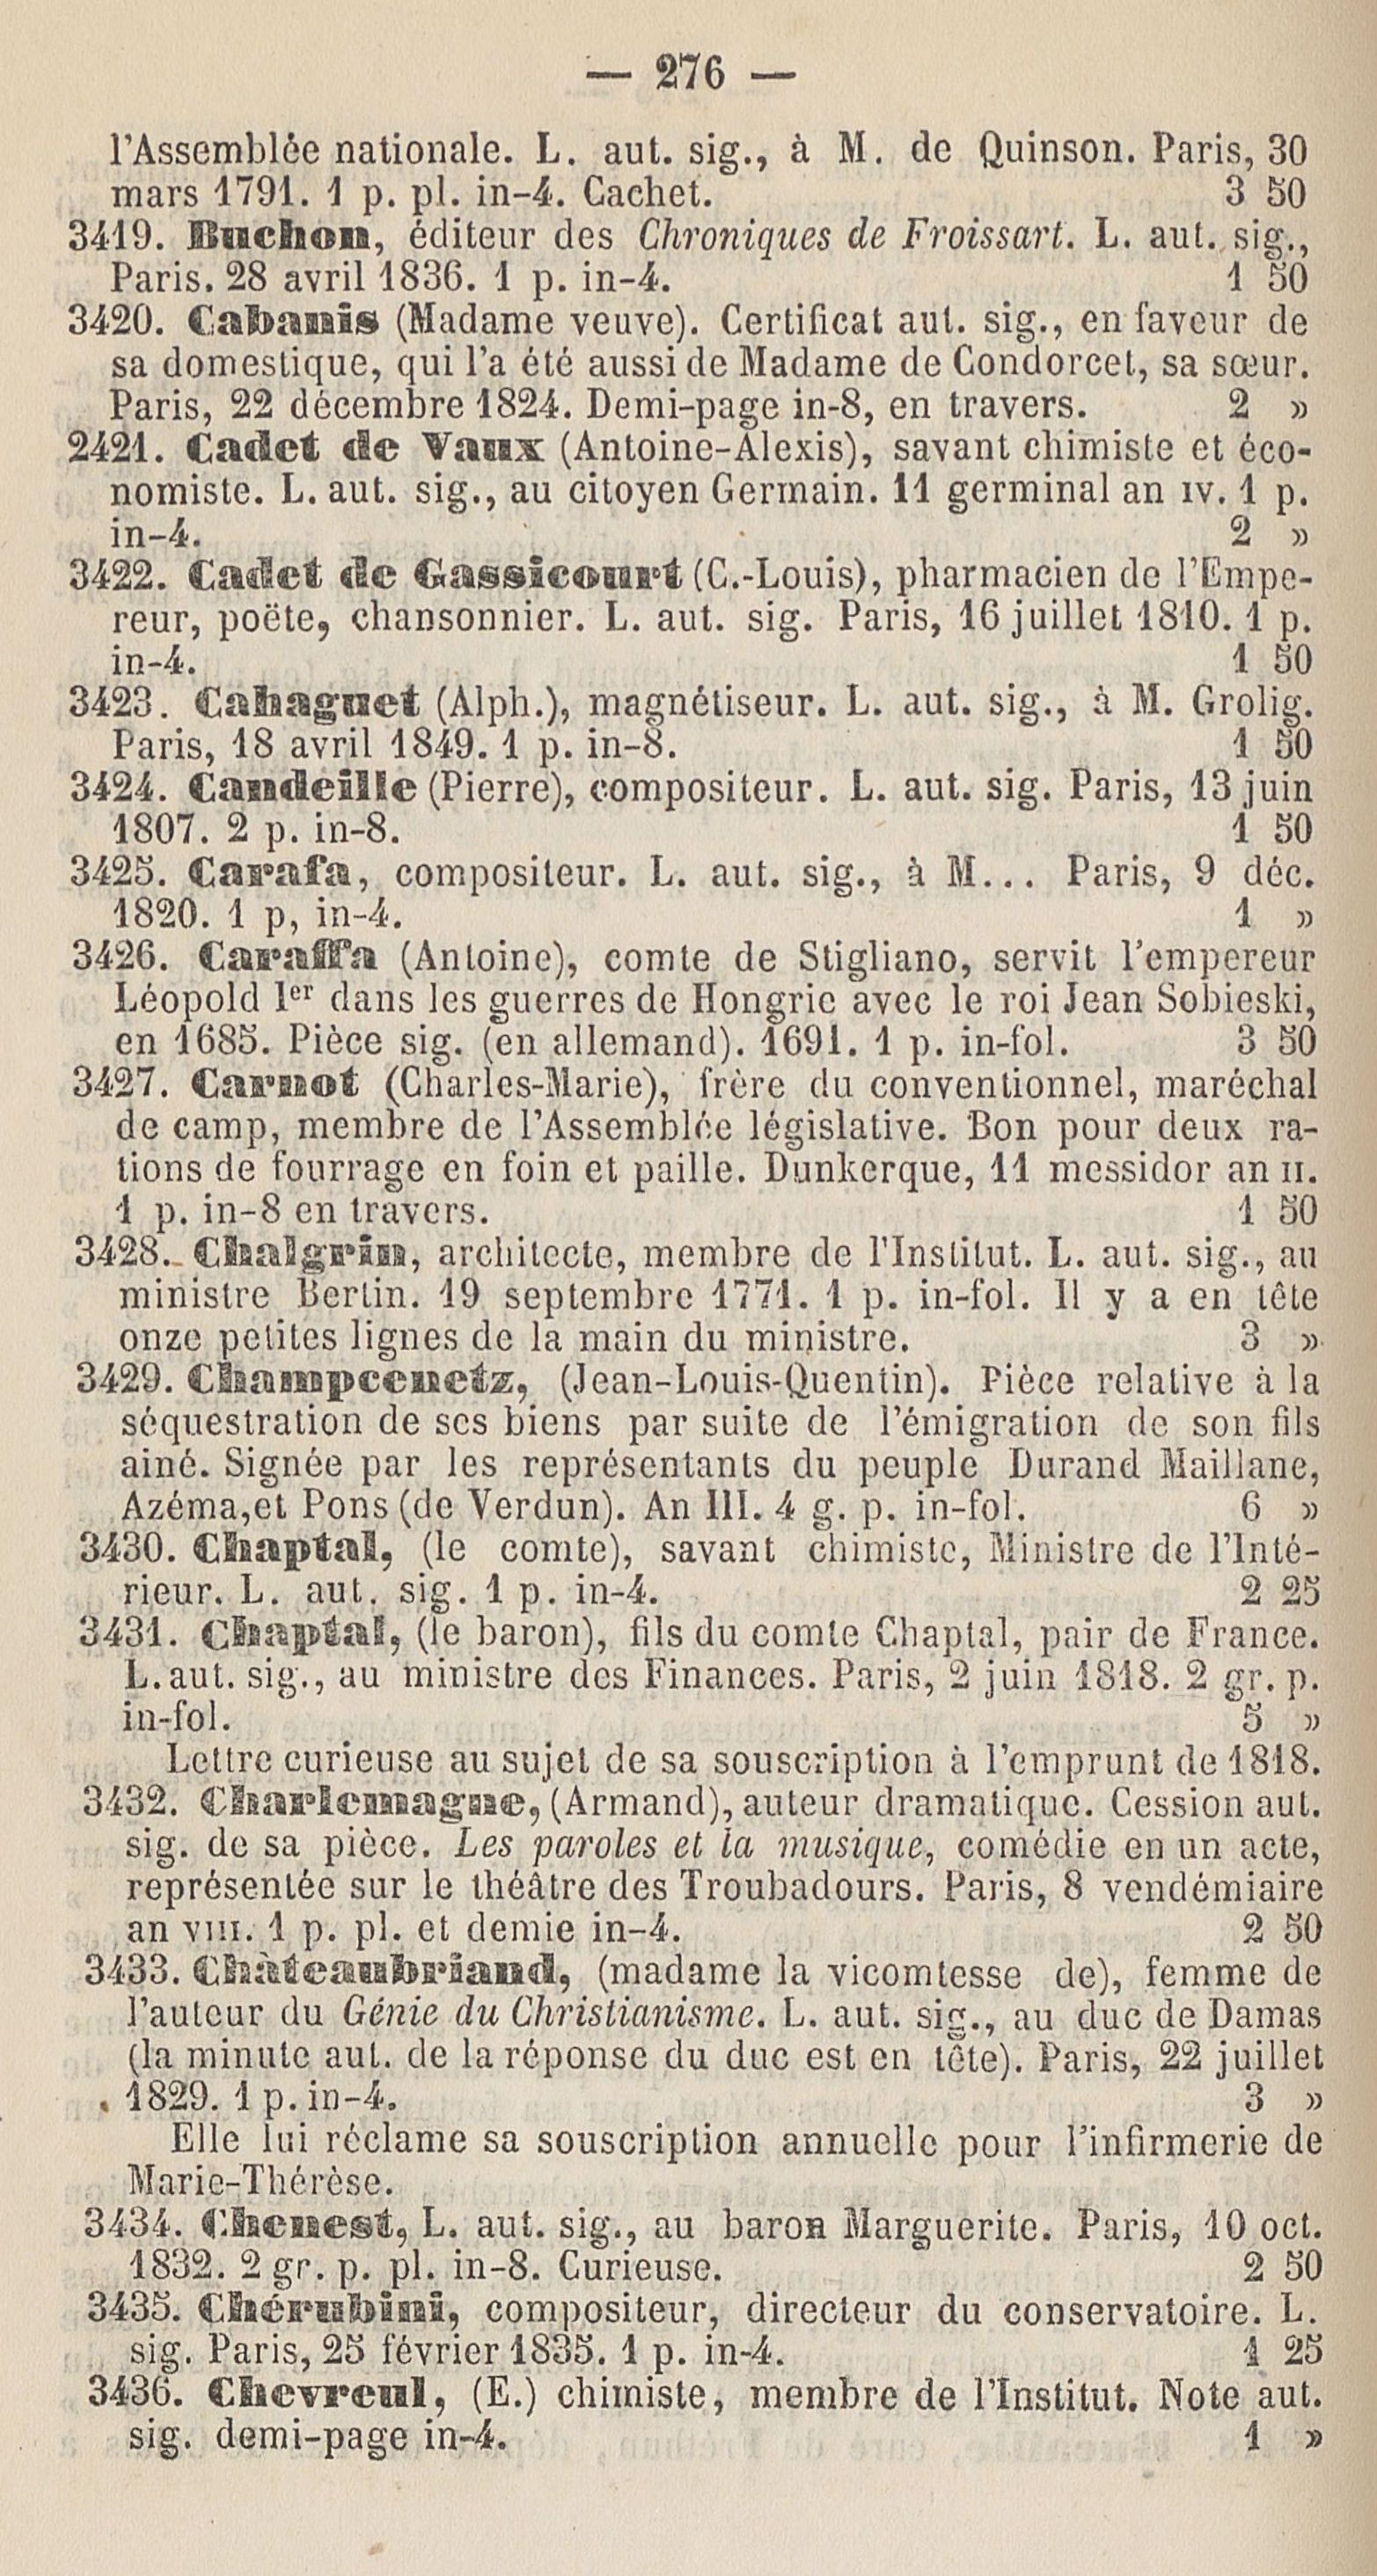 — 276 —
l'Assemblée nationale. L. aut. sig., à M. de Quinson. Paris, 30
mars 1791. 1 p. pl. in-4. Cachet. 3 50
3419. Buchon, éditeur des Chroniques de Froissart. L. aut. sig.,
Paris. 28 avril 1836. 1 p. in-4. 1 50
3420. Cabanis (Madame veuve). Certificat aut. sig., en faveur de
sa domestique, qui l'a été aussi de Madame de Condorcet, sa sœur.
Paris, 22 décembre 1824. Demi-page in-8, en travers. 2 »
2421. Cadet de Vaux (Antoine-Alexis), savant chimiste et éco-
nomiste. L. aut. sig., au citoyen Germain. 11 germinal an IV. 1 p.
in-4. 2 »
3422. Cadet de Gassicourt (C.-Louis), pharmacien de l'Empe-
reur, poëte, chansonnier. L. aut. sig. Paris, 16 juillet 1810. 1 p.
in-4. 1 50
3423. Cahagnet (Alph.), magnétiseur. L. aut. sig., à M. Grolig.
Paris, 18 avril 1849. 1 p. in-8. 1 50
3424. Candeille (Pierre), compositeur. L. aut. sig. Paris, 13 juin
1807. 2 p. in-8. 1 50
3425. Carafa, compositeur. L. aut. sig., à M... Paris, 9 déc.
1820. 1 p, in-4. 1 »
3426. Caraffa (Antoine), comte de Stigliano, servit l'empereur
Léopold Ier dans les guerres de Hongrie avec le roi Jean Sobieski,
en 1685. Pièce sig. (en allemand). 1691. 1 p. in-fol. 3 50
3427. Carnot (Charles-Marie), frère du conventionnel, maréchal
de camp, membre de l'Assemblée législative. Bon pour deux ra-
tions de fourrage en foin et paille. Dunkerque, 11 messidor an II.
1 p. in-8 en travers. 1 50
3428. Chalgrin, architecte, membre de l'Institut. L. aut. sig., au
ministre Bertin. 19 septembre 1771. 1 p. in-fol. Il y a en tête
onze petites lignes de la main du ministre. 3 »
3429. Champcenetz, (Jean-Louis-Quentin). Pièce relative à la
séquestration de ses biens par suite de l'émigration de son fils
ainé. Signée par les représentants du peuple Durand Maillane,
Azéma,et Pons (de Verdun). An III. 4 g. p. in-fol. 6 »
3430. Chaptal, (le comte), savant chimiste, Ministre de l'Inté-
rieur. L. aut. sig. 1 p. in-4. 2 25
3431. Chaptal, (le baron), fils du comte Chaptal, pair de France.
L. aut. sig., au ministre des Finances. Paris, 2 juin 1818. 2 gr. p.
in-fol. 5 »
Lettre curieuse au sujet de sa souscription à l'emprunt de 1818.
3432. Charlemagne, (Armand), auteur dramatique. Cession aut.
sig. de sa pièce. Les paroles et la musique, comédie en un acte,
représentée sur le théâtre des Troubadours. Paris, 8 vendémiaire
an VIII. 1 p. pl. et demie in-4. 2 50
3433. Chàteaubriand, (madame la vicomtesse de), femme de
l'auteur du Génie du Christianisme. L. aut. sig., au duc de Damas
(la minute aut. de la réponse du duc est en tête). Paris, 22 juillet
1829. 1 p. in-4. 3 »
Elle lui réclame sa souscription annuelle pour l'infirmerie de
Marie-Thérèse.
3434. Chenest, L. aut. sig., au baron Marguerite. Paris, 10 oct.
1832. 2 gr. p. pl. in-8. Curieuse. 2 50
3435. Chérubini, compositeur, directeur du conservatoire. L.
sig. Paris, 25 février 1835. 1 p. in-4. 1 25
3436. Chevreul, (E.) chimiste, membre de l'Institut. Note aut.
sig. demi-page in-4. 1 »